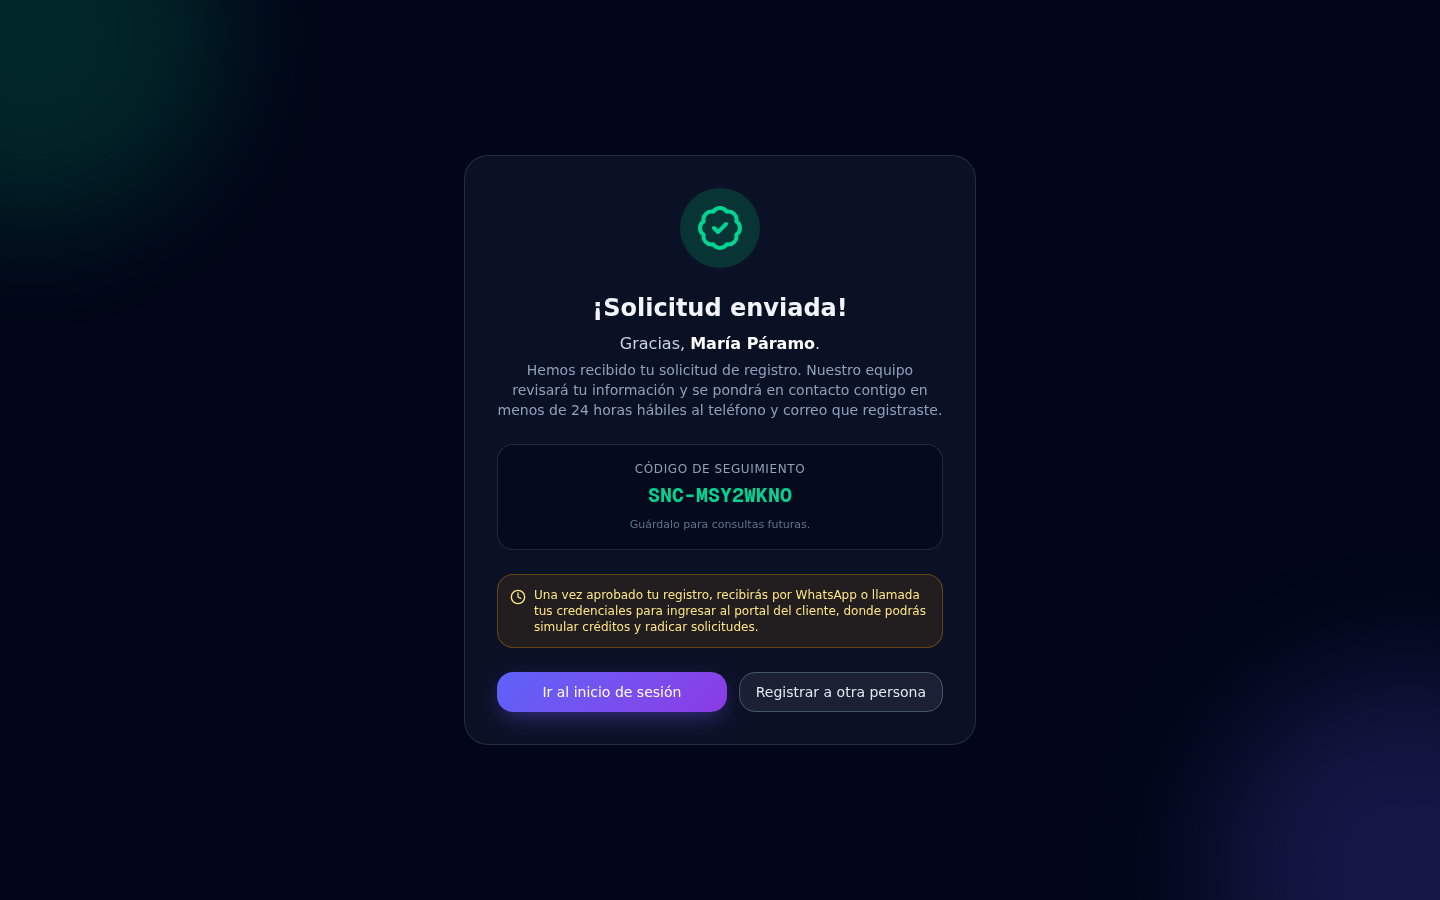 ¡Solicitud enviada!
Gracias, María Páramo.
Hemos recibido tu solicitud de registro. Nuestro equipo
revisará tu información y se pondrá en contacto contigo en
menos de 24 horas hábiles al teléfono y correo que registraste.
CÓDIGO DE SEGUIMIENTO
SNC-MSY2WKNO
Guárdalo para consultas futuras.
Una vez aprobado tu registro, recibirás por WhatsApp o llamada
tus credenciales para ingresar al portal del cliente, donde podrás
simular créditos y radicar solicitudes.
Ir al inicio de sesión
Registrar a otra persona